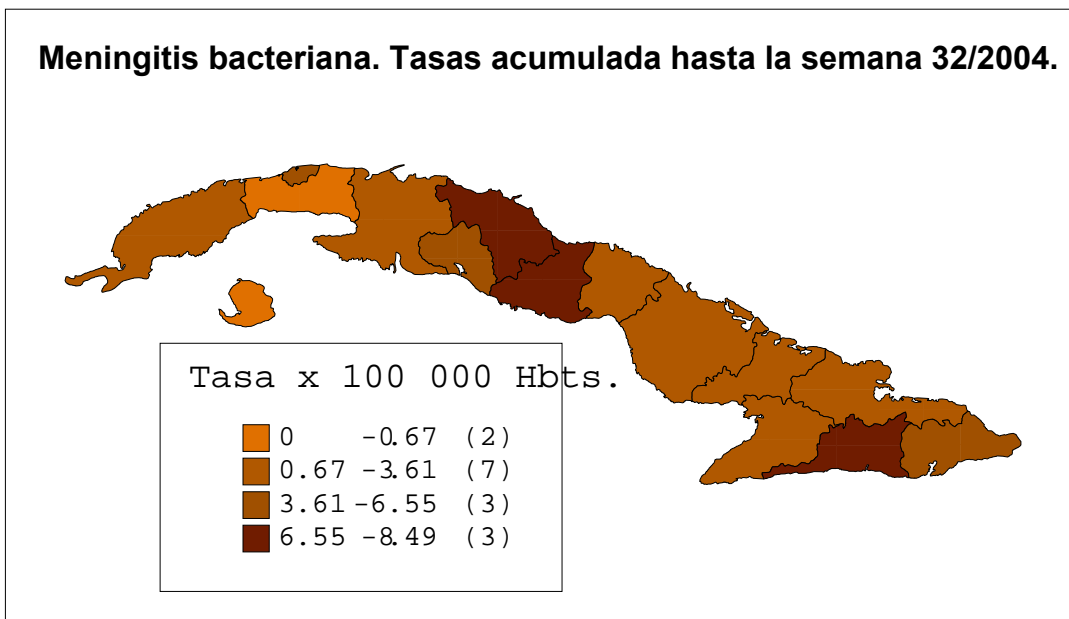 Meningitis bacteriana. Tasas acumulada hasta la semana 32/2004.
Tasa x 100 000 Hbts.
0 -0.67 (2)
0.67 -3.61 (7)
3.61 -6.55 (3)
6.55 -8.49 (3)